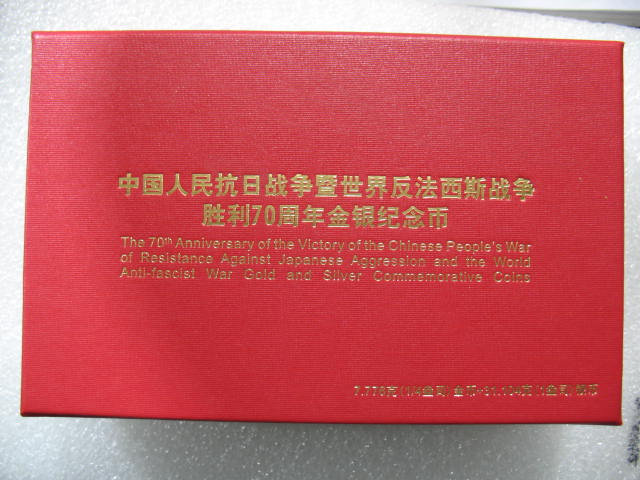 中国人民抗日战争暨世界反法西斯战争
胜利70周年金银纪念币
The 70th Anniversary of the Victory of the Chinese People's War
of Resistance Against Japanese Aggression and the World
Anti-fascist War Gold and Silver Commemorative Coins
7.776克(1/4盎司)金币+31.104克(1盎司)银币